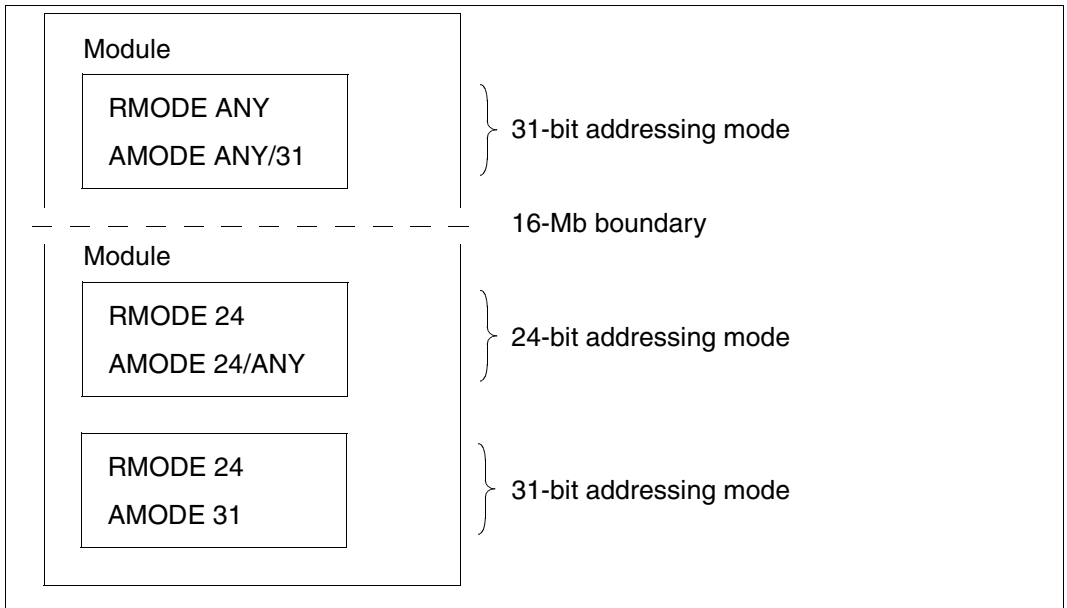 Module
RMODE ANY
AMODE ANY/31
31-bit addressing mode
16-Mb boundary
Module
RMODE 24
AMODE 24/ANY
24-bit addressing mode
RMODE 24
AMODE 31
31-bit addressing mode